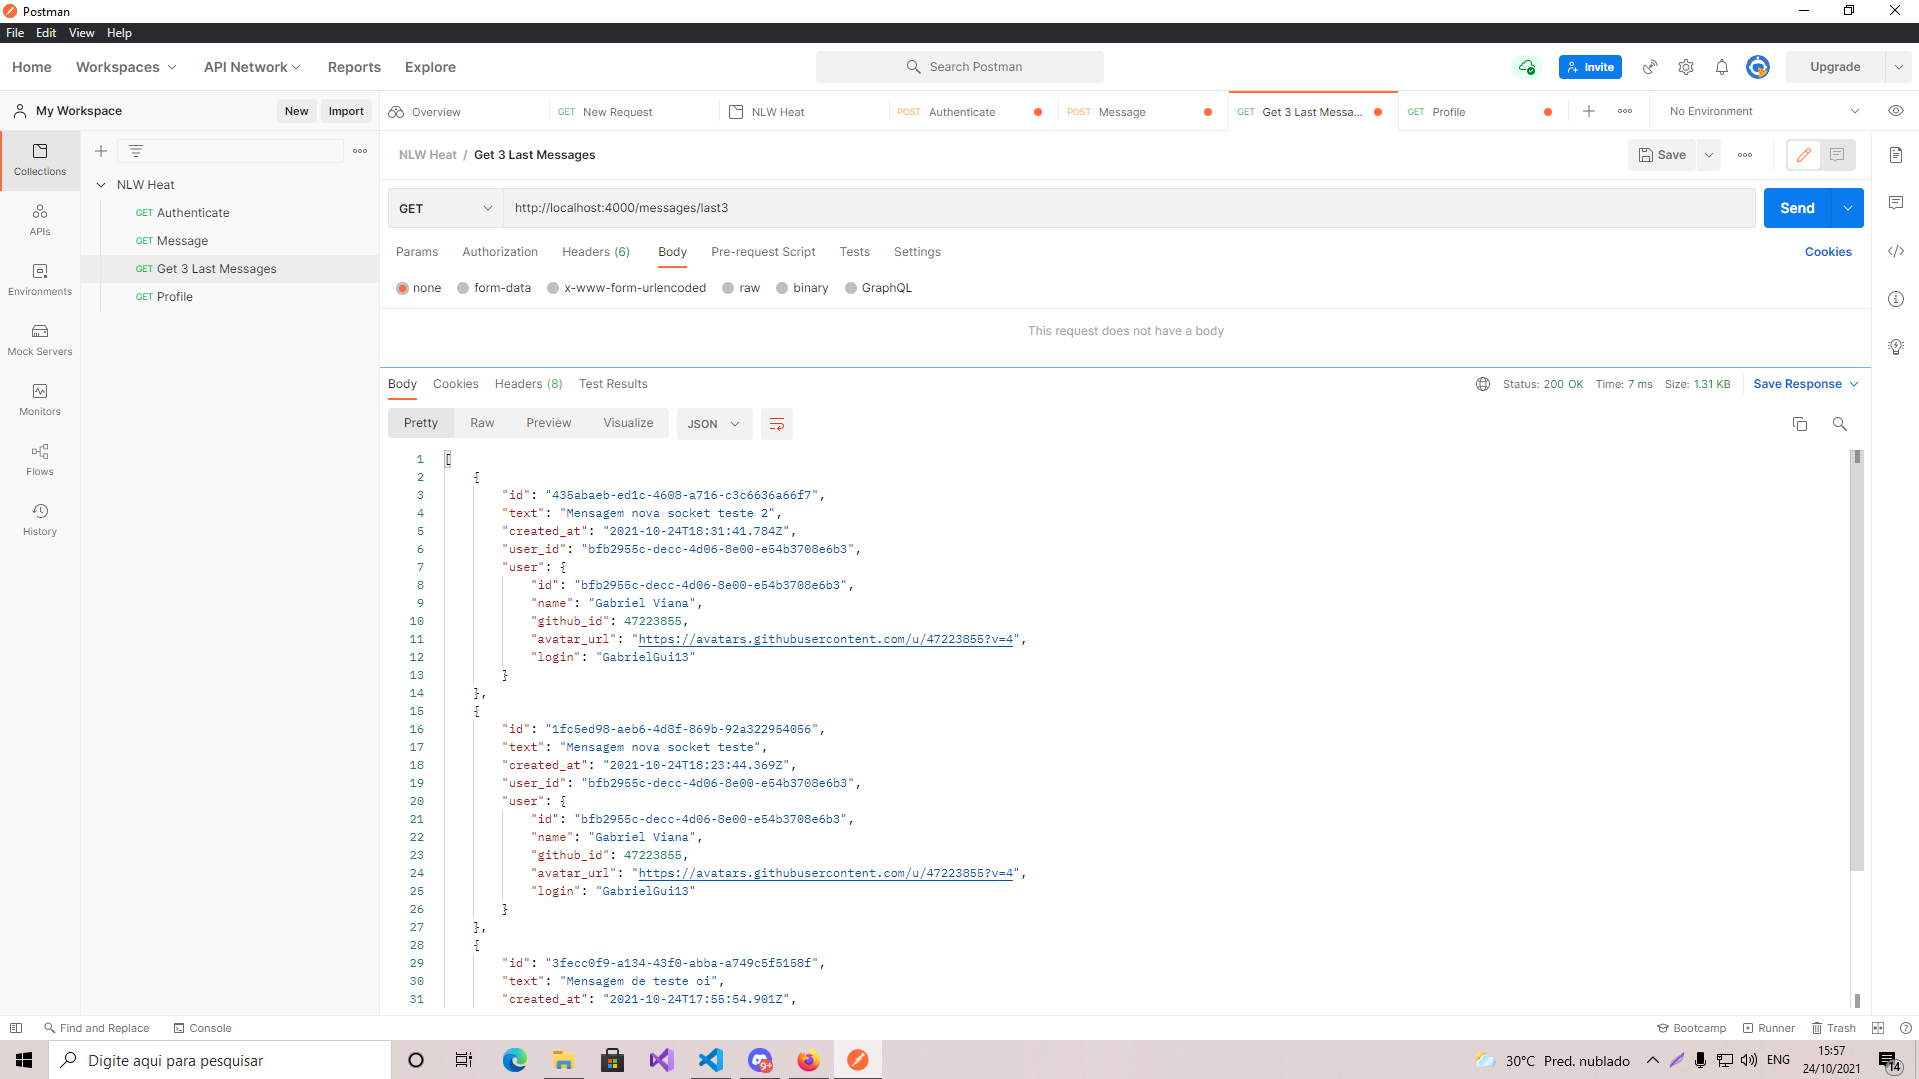 Postman
File Edit View Help
Home Workspaces API Network Reports Explore Search Postman Invite Upgrade
My Workspace New Import Overview GET New Request NLW Heat POST Authenticate POST Message GET Get 3 Last Messa... GET Profile No Environment
NLW Heat / Get 3 Last Messages Save
Collections
APIs
Environments
Mock Servers
Monitors
Flows
History
NLW Heat
GET Authenticate
GET Message
GET Get 3 Last Messages
GET Profile
GET http://localhost:4000/messages/last3 Send
Params Authorization Headers (6) Body Pre-request Script Tests Settings Cookies
none form-data x-www-form-urlencoded raw binary GraphQL
This request does not have a body
Body Cookies Headers (8) Test Results Status: 200 OK Time: 7 ms Size: 1.31 KB Save Response
Pretty Raw Preview Visualize JSON
1 [
2 {
3 "id": "435abaeb-ed1c-4608-a716-c3c6636a66f7",
4 "text": "Mensagem nova socket teste 2",
5 "created_at": "2021-10-24T18:31:41.784Z",
6 "user_id": "bfb2955c-decc-4d06-8e00-e54b3708e6b3",
7 "user": {
8 "id": "bfb2955c-decc-4d06-8e00-e54b3708e6b3",
9 "name": "Gabriel Viana",
10 "github_id": 47223855,
11 "avatar_url": "https://avatars.githubusercontent.com/u/47223855?v=4",
12 "login": "GabrielGui13"
13 }
14 },
15 {
16 "id": "1fc5ed98-aeb6-4d8f-869b-92a322954056",
17 "text": "Mensagem nova socket teste",
18 "created_at": "2021-10-24T18:23:44.369Z",
19 "user_id": "bfb2955c-decc-4d06-8e00-e54b3708e6b3",
20 "user": {
21 "id": "bfb2955c-decc-4d06-8e00-e54b3708e6b3",
22 "name": "Gabriel Viana",
23 "github_id": 47223855,
24 "avatar_url": "https://avatars.githubusercontent.com/u/47223855?v=4",
25 "login": "GabrielGui13"
26 }
27 },
28 {
29 "id": "3fecc0f9-a134-43f0-abba-a749c5f5158f",
30 "text": "Mensagem de teste oi",
31 "created_at": "2021-10-24T17:55:54.901Z",
Find and Replace Console Bootcamp Runner Trash
Digite aqui para pesquisar 9+ 30°C Pred. nublado ENG 15:57
24/10/2021 14